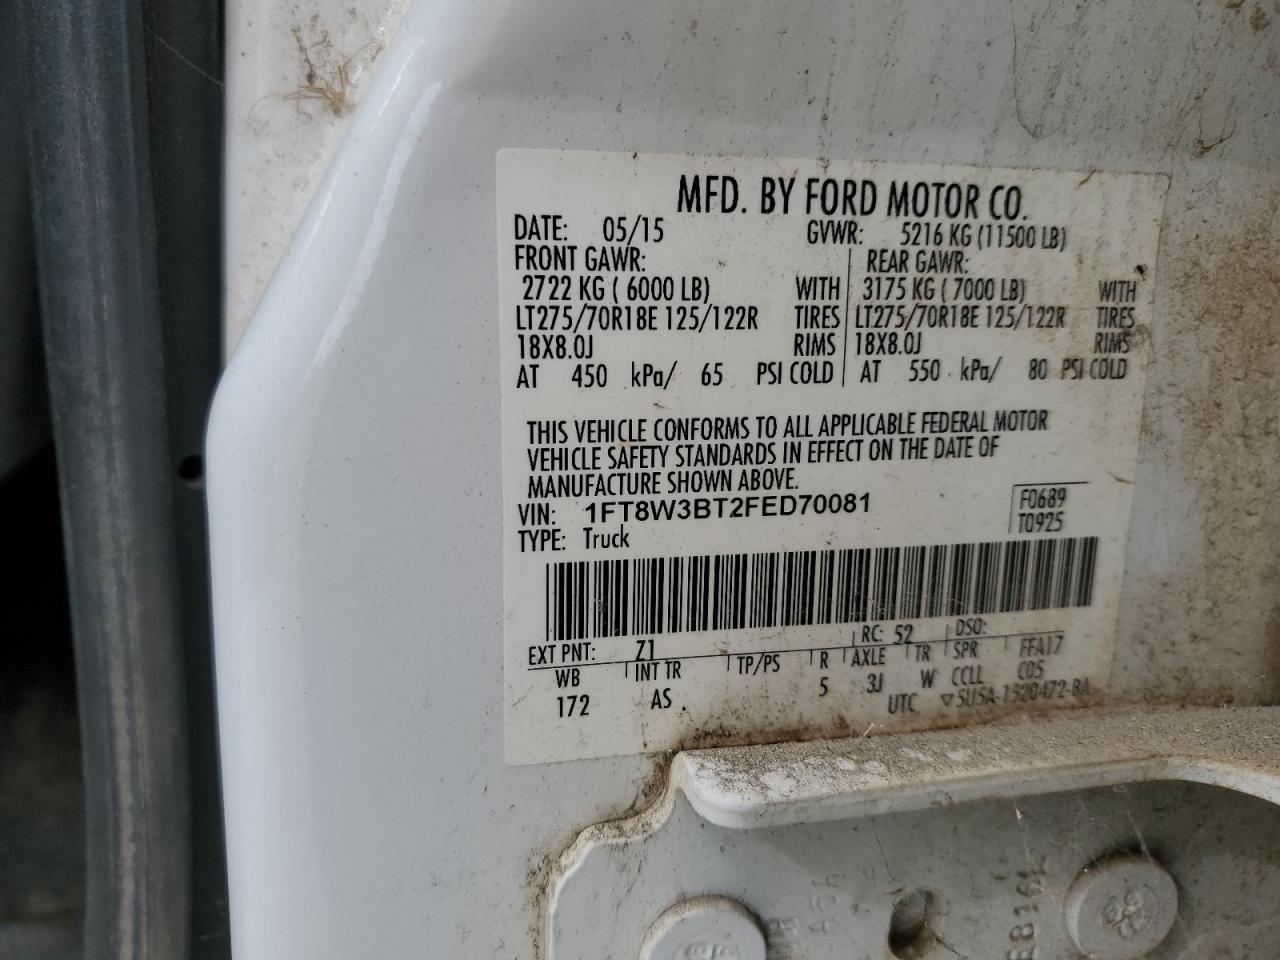 MFD. BY FORD MOTOR CO.
DATE: 05/15 GVWR: 5216 KG (11500 LB)
FRONT GAWR: REAR GAWR:
2722 KG ( 6000 LB) WITH 3175 KG ( 7000 LB) WITH
LT275/70R18E 125/122R TIRES LT275/70R18E 125/122R TIRES
18X8.0J RIMS 18X8.0J RIMS
AT 450 kPa/ 65 PSI COLD AT 550 kPa/ 80 PSI COLD
THIS VEHICLE CONFORMS TO ALL APPLICABLE FEDERAL MOTOR
VEHICLE SAFETY STANDARDS IN EFFECT ON THE DATE OF
MANUFACTURE SHOWN ABOVE.
VIN: 1FT8W3BT2FED70081 F0689
TYPE: Truck T0925
EXT PNT: Z1 RC: 52 DSO:
WB INT TR TP/PS R AXLE TR SPR FFA17
172 AS 5 3J W CCLL C05
UTC ▽SU5A-1520472-BA